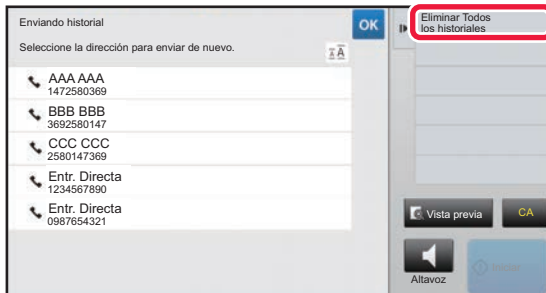 Enviando historial
OK
Seleccione la dirección para enviar de nuevo.
AAA AAA
1472580369
BBB BBB
3692580147
CCC CCC
2580147369
Entr. Directa
1234567890
Entr. Directa
0987654321
Eliminar Todos
los historiales
Vista previa
CA
Altavoz